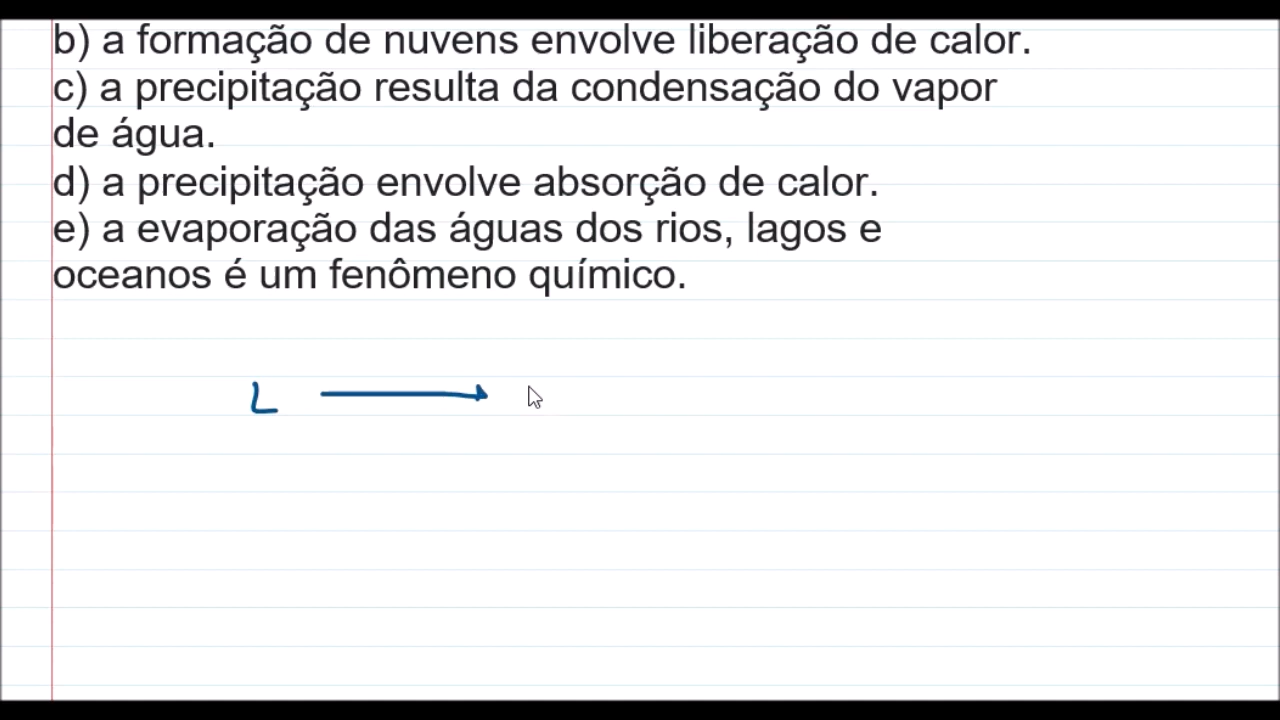 b) a formação de nuvens envolve liberação de calor.
c) a precipitação resulta da condensação do vapor
de água.
d) a precipitação envolve absorção de calor.
e) a evaporação das águas dos rios, lagos e
oceanos é um fenômeno químico.
L →